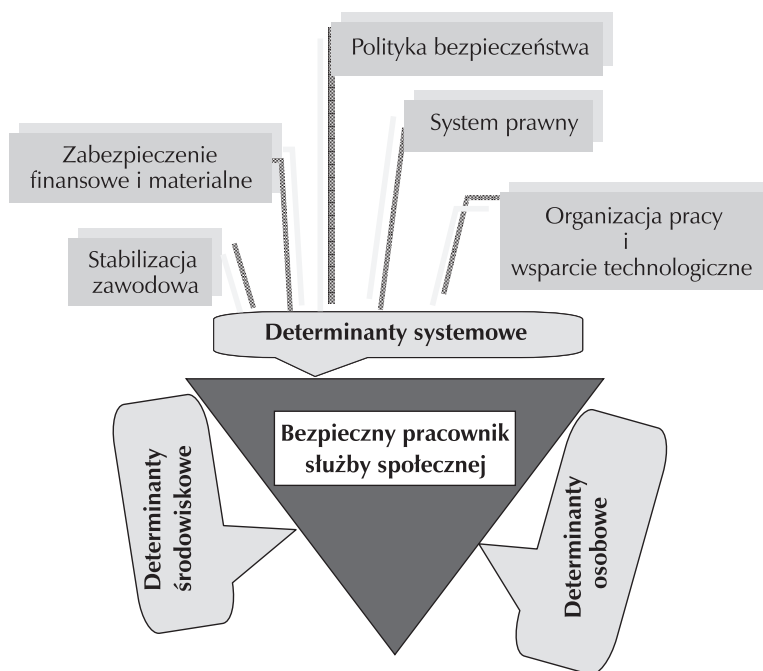 Polityka bezpieczeństwa
System prawny
Zabezpieczenie
finansowe i materialne
Organizacja pracy
i
wsparcie technologiczne
Stabilizacja
zawodowa
Determinanty systemowe
Bezpieczny pracownik
służby społecznej
Determinanty
środowiskowe
Determinanty
osobowe